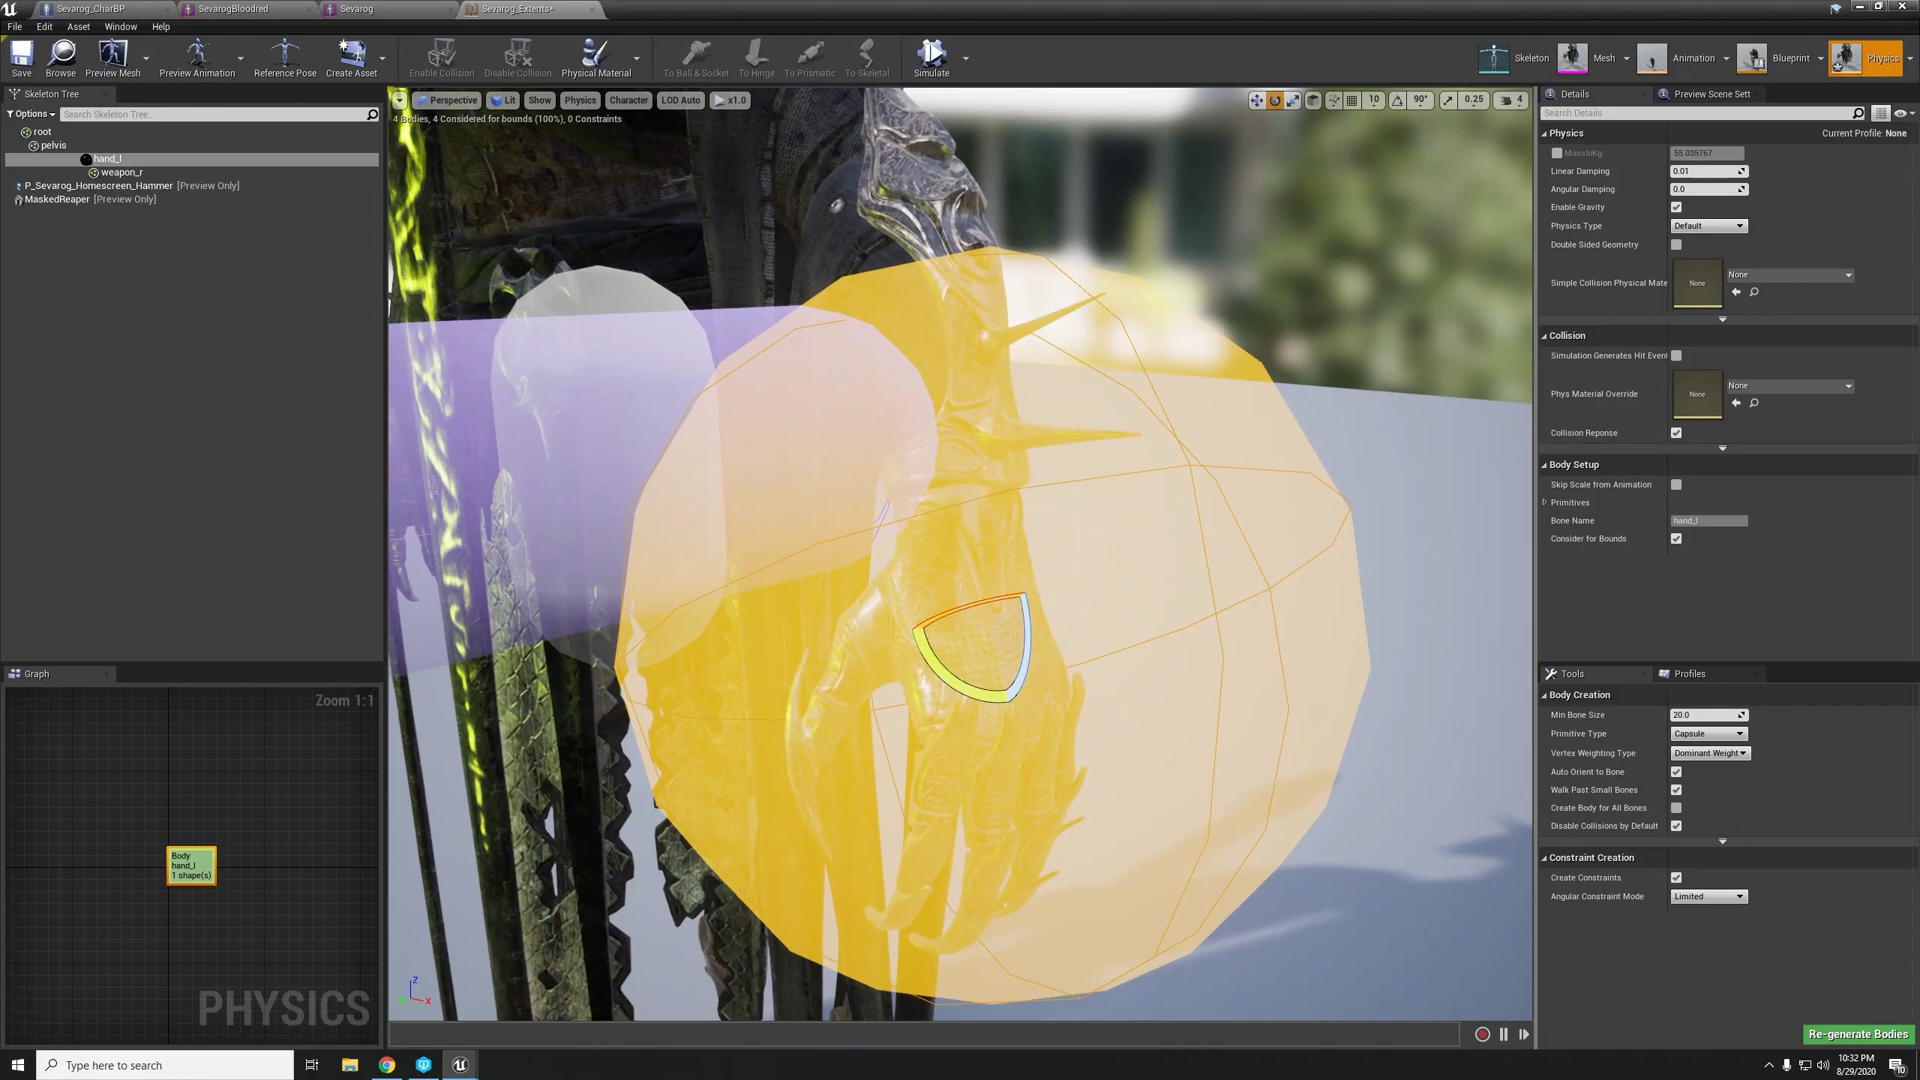 Sevarog_CharBP
SevarogBloodred
Sevarog
Sevarog_Extents*
File Edit Asset Window Help
Save
Browse
Preview Mesh
Preview Animation
Reference Pose
Create Asset
Enable Collision
Disable Collision
Physical Material
To Ball & Socket
To Hinge
To Prismatic
To Skeletal
Simulate
Skeleton
Mesh
Animation
Blueprint
Physics
Skeleton Tree
Options
Search Skeleton Tree...
root
pelvis
hand_l
weapon_r
P_Sevarog_Homescreen_Hammer [Preview Only]
MaskedReaper [Preview Only]
Perspective Lit Show Physics Character LOD Auto x1.0
10 90° 0.25 4
4 Bodies, 4 Considered for bounds (100%), 0 Constraints
Z
X
Graph
Zoom 1:1
Body
hand_l
1 shape(s)
PHYSICS
Details
Preview Scene Sett
Search Details
Physics
Current Profile: None
MassInKg 55.035767
Linear Damping 0.01
Angular Damping 0.0
Enable Gravity
Physics Type Default
Double Sided Geometry
Simple Collision Physical Mate None None
Collision
Simulation Generates Hit Event
Phys Material Override None None
Collision Reponse
Body Setup
Skip Scale from Animation
Primitives
Bone Name hand_l
Consider for Bounds
Tools
Profiles
Body Creation
Min Bone Size 20.0
Primitive Type Capsule
Vertex Weighting Type Dominant Weight
Auto Orient to Bone
Walk Past Small Bones
Create Body for All Bones
Disable Collisions by Default
Constraint Creation
Create Constraints
Angular Constraint Mode Limited
Re-generate Bodies
Type here to search
10:32 PM
8/29/2020
10